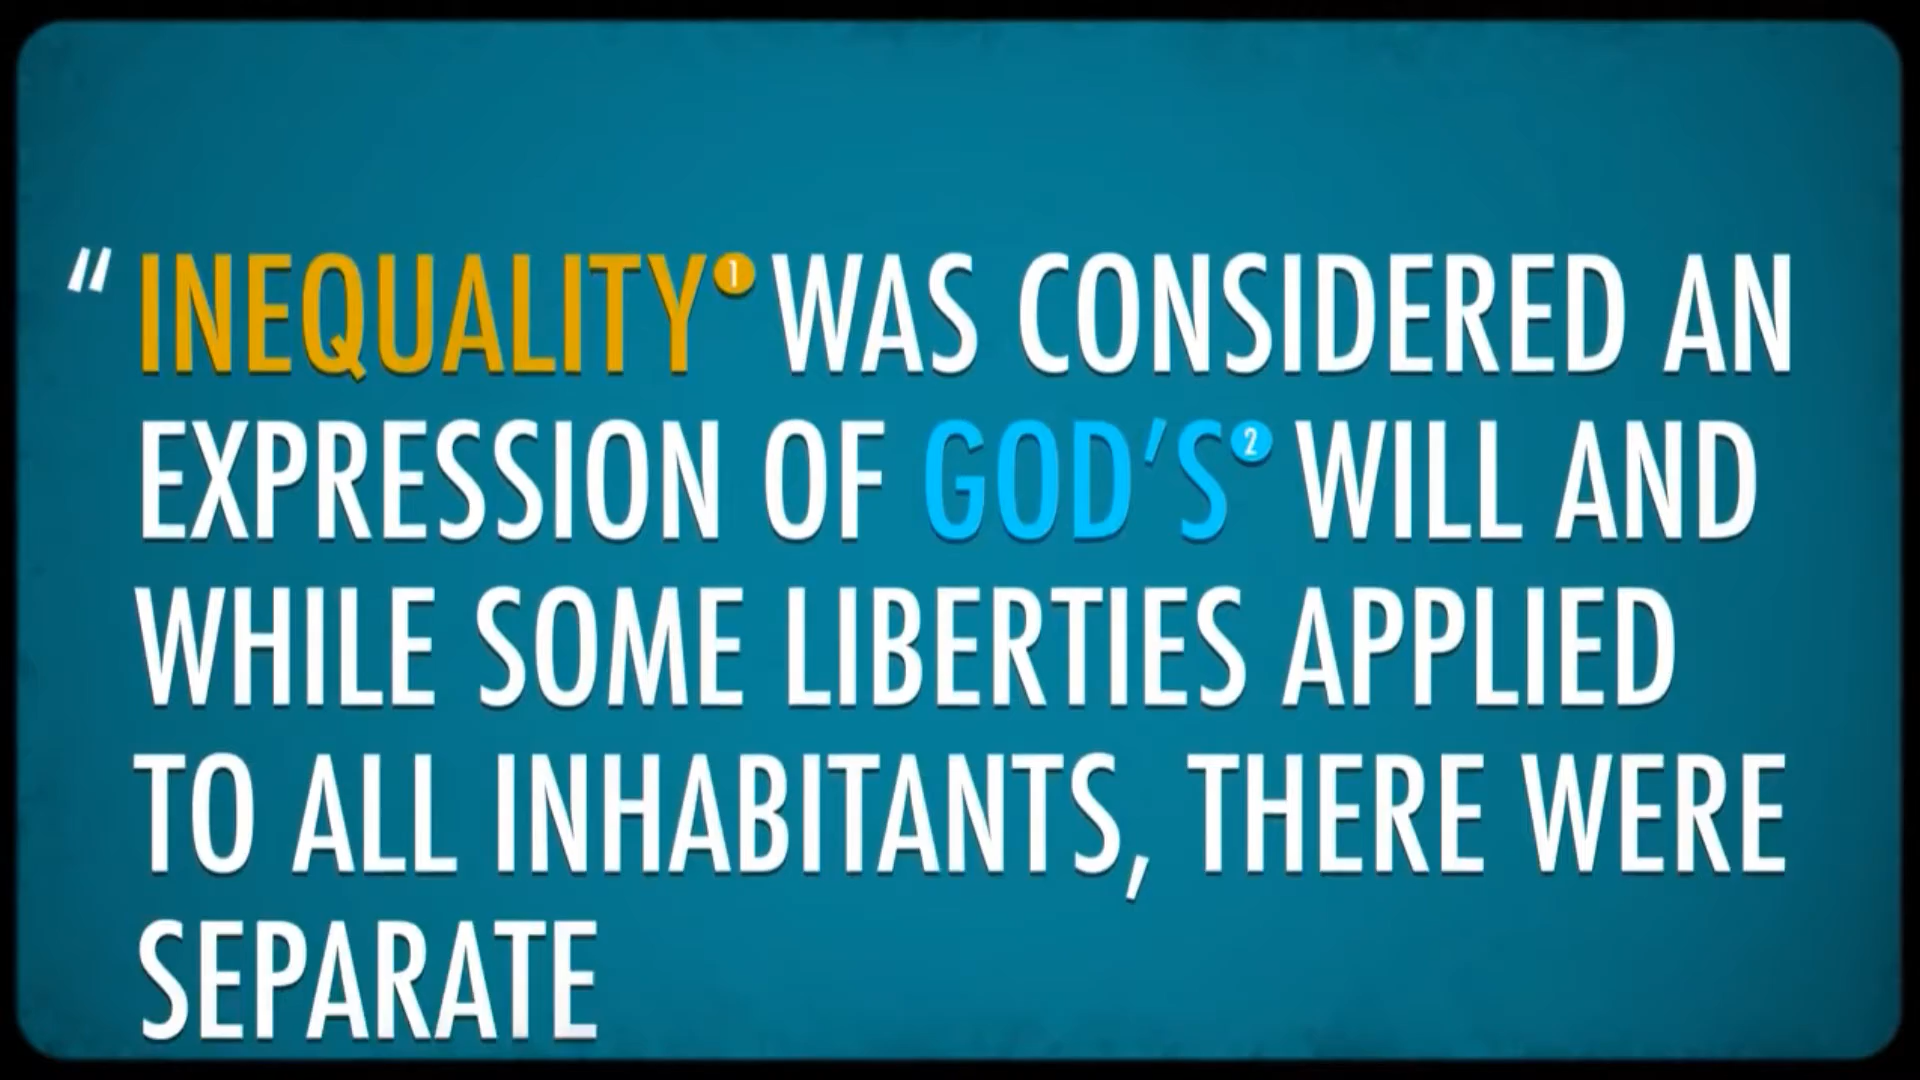 “ INEQUALITY1 WAS CONSIDERED AN
EXPRESSION OF GOD'S2 WILL AND
WHILE SOME LIBERTIES APPLIED
TO ALL INHABITANTS, THERE WERE
SEPARATE